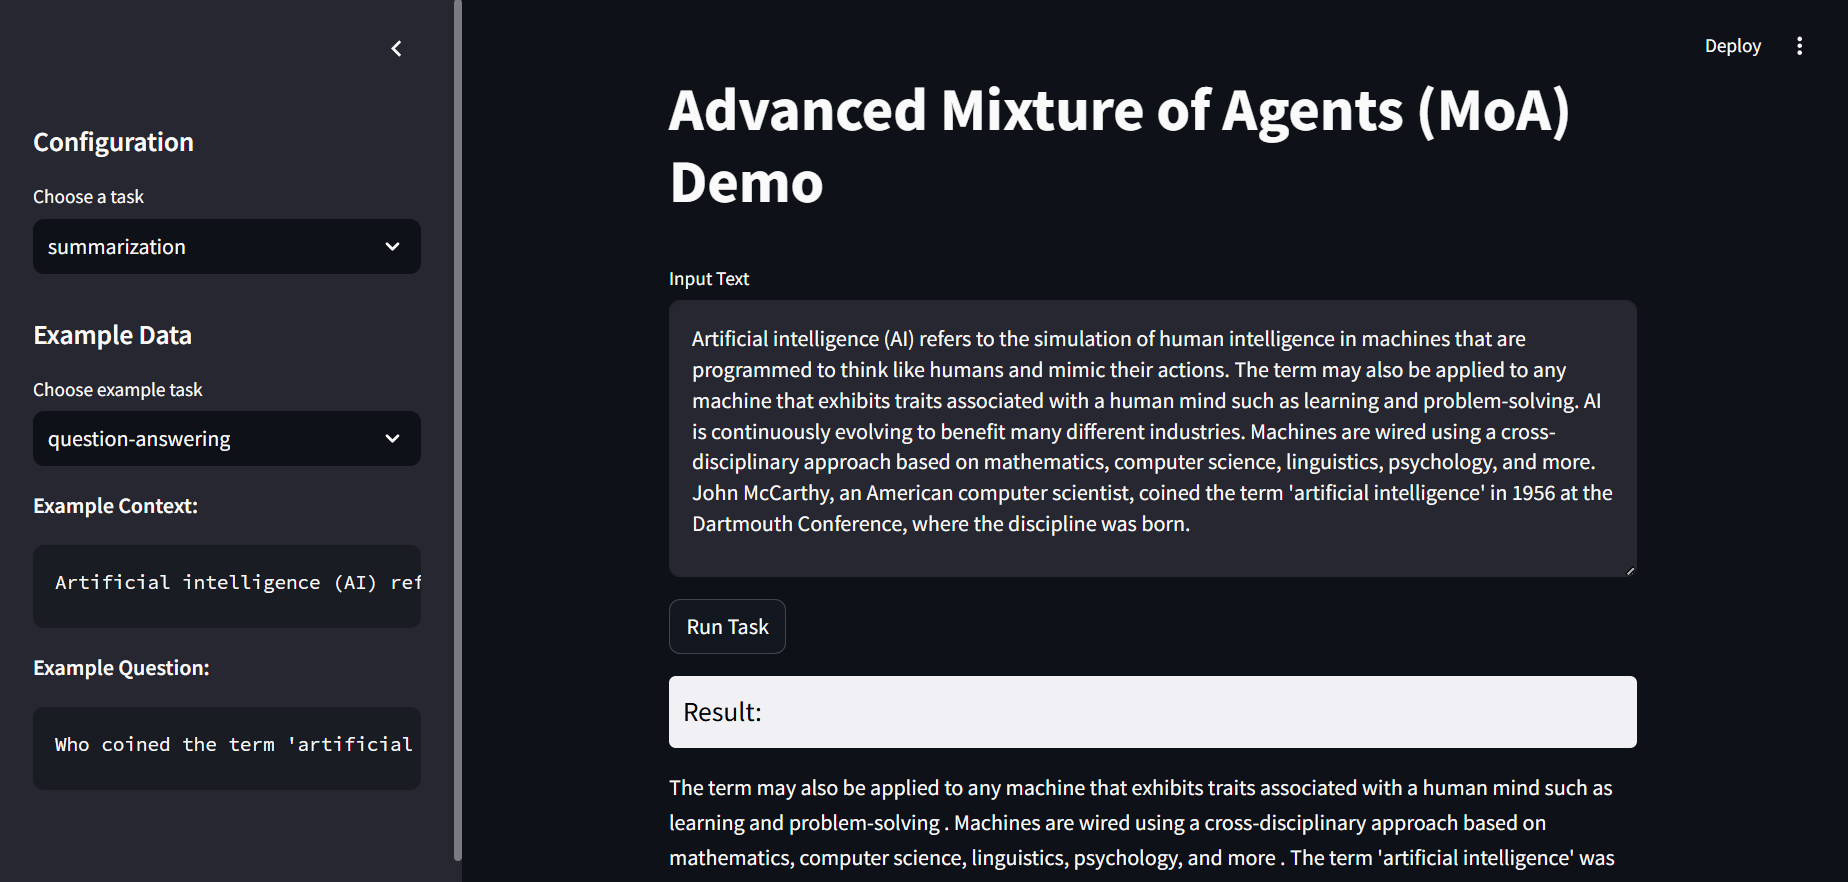 Configuration
Choose a task
summarization
Example Data
Choose example task
question-answering
Example Context:
Artificial intelligence (AI) ref
Example Question:
Who coined the term 'artificial
Deploy
Advanced Mixture of Agents (MoA)
Demo
Input Text
Artificial intelligence (AI) refers to the simulation of human intelligence in machines that are
programmed to think like humans and mimic their actions. The term may also be applied to any
machine that exhibits traits associated with a human mind such as learning and problem-solving. AI
is continuously evolving to benefit many different industries. Machines are wired using a cross-
disciplinary approach based on mathematics, computer science, linguistics, psychology, and more.
John McCarthy, an American computer scientist, coined the term 'artificial intelligence' in 1956 at the
Dartmouth Conference, where the discipline was born.
Run Task
Result:
The term may also be applied to any machine that exhibits traits associated with a human mind such as
learning and problem-solving . Machines are wired using a cross-disciplinary approach based on
mathematics, computer science, linguistics, psychology, and more . The term 'artificial intelligence' was